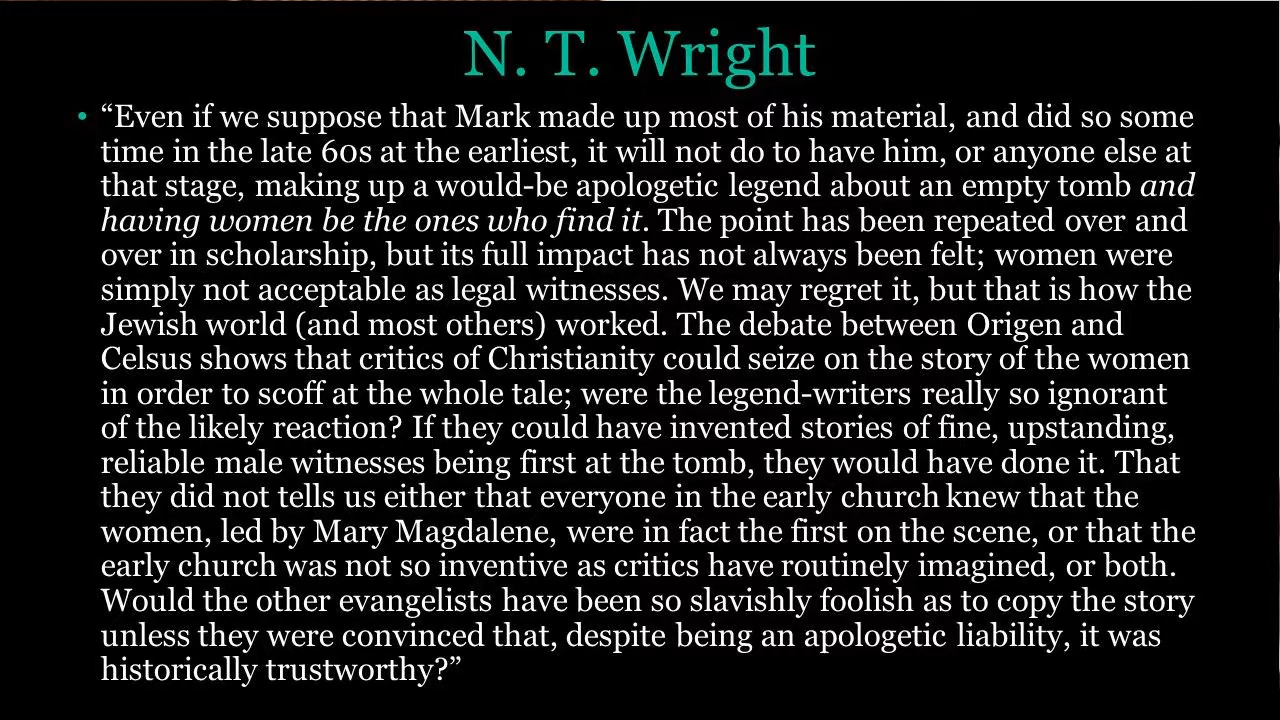 N. T. Wright
• “Even if we suppose that Mark made up most of his material, and did so some
time in the late 60s at the earliest, it will not do to have him, or anyone else at
that stage, making up a would-be apologetic legend about an empty tomb and
having women be the ones who find it. The point has been repeated over and
over in scholarship, but its full impact has not always been felt; women were
simply not acceptable as legal witnesses. We may regret it, but that is how the
Jewish world (and most others) worked. The debate between Origen and
Celsus shows that critics of Christianity could seize on the story of the women
in order to scoff at the whole tale; were the legend-writers really so ignorant
of the likely reaction? If they could have invented stories of fine, upstanding,
reliable male witnesses being first at the tomb, they would have done it. That
they did not tells us either that everyone in the early church knew that the
women, led by Mary Magdalene, were in fact the first on the scene, or that the
early church was not so inventive as critics have routinely imagined, or both.
Would the other evangelists have been so slavishly foolish as to copy the story
unless they were convinced that, despite being an apologetic liability, it was
historically trustworthy?”